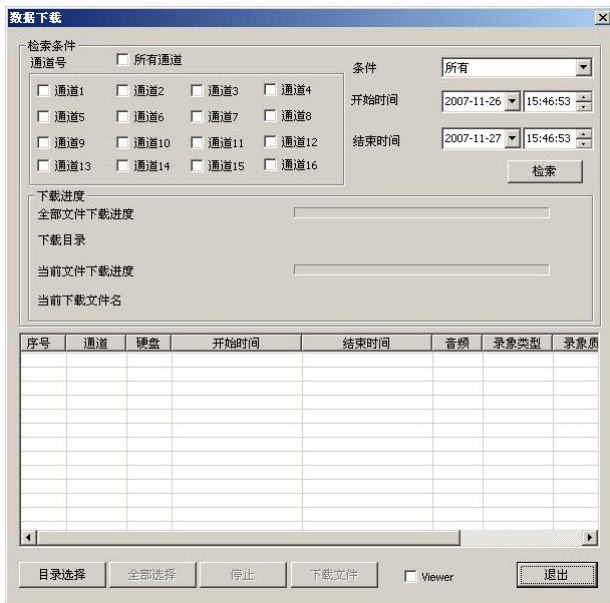 数据下载
检索条件
通道号 所有通道
条件 所有
通道1 通道2 通道3 通道4
开始时间 2007-11-26 15:46:53
通道5 通道6 通道7 通道8
结束时间 2007-11-27 15:46:53
通道9 通道10 通道11 通道12
通道13 通道14 通道15 通道16
检索
下载进度
全部文件下载进度
下载目录
当前文件下载进度
当前下载文件名
序号 通道 硬盘 开始时间 结束时间 音频 录象类型 录象质
目录选择 全部选择 停止 下载文件 Viewer 退出